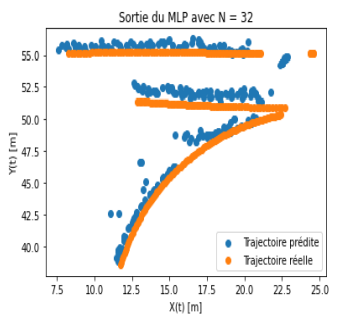 Sortie du MLP avec N = 32
Y(t) [m]
55.0
52.5
50.0
47.5
45.0
42.5
40.0
7.5 10.0 12.5 15.0 17.5 20.0 22.5 25.0
X(t) [m]
Trajectoire prédite
Trajectoire réelle